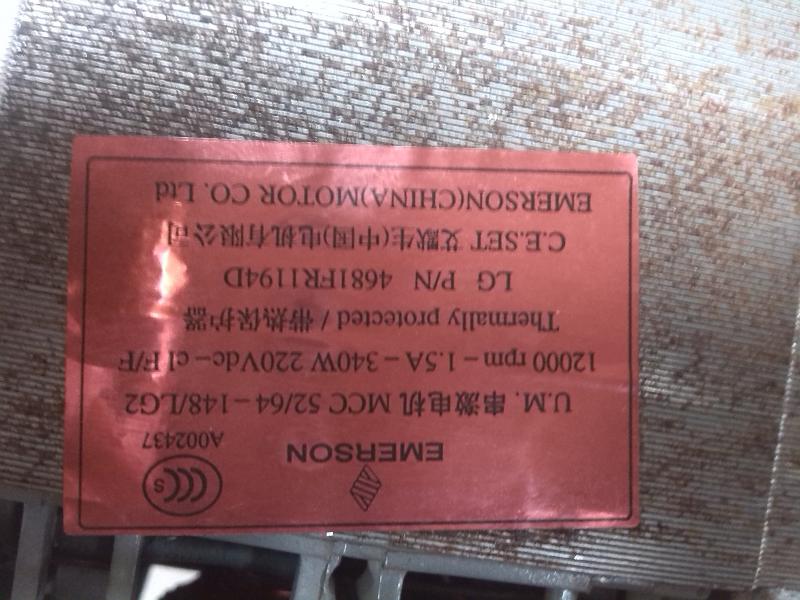 EMERSON
CCC S
A002437
U.M. 串激电机 MCC 52/64-148/LG2
12000 rpm-1.5A-340W 220Vdc-cl F/F
Thermally protected / 带热保护器
LG P/N 4681FR1194D
C.E.SET 艾默生(中国)电机有限公司
EMERSON(CHINA)MOTOR CO. Ltd